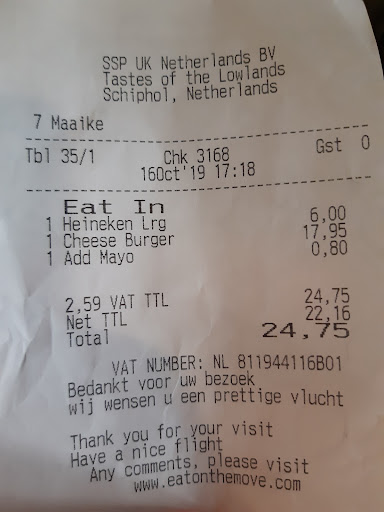 SSP UK Netherlands BV
Tastes of the Lowlands
Schiphol, Netherlands
7 Maaike
Tbl 35/1 Chk 3168 Gst 0
16Oct'19 17:18
Eat In
1 Heineken Lrg 6,00
1 Cheese Burger 17,95
1 Add Mayo 0,80
2,59 VAT TTL 24,75
Net TTL 22,16
Total 24,75
VAT NUMBER: NL 811944116B01
Bedankt voor uw bezoek
wij wensen u een prettige vlucht
Thank you for your visit
Have a nice flight
Any comments, please visit
www.eatonthemove.com